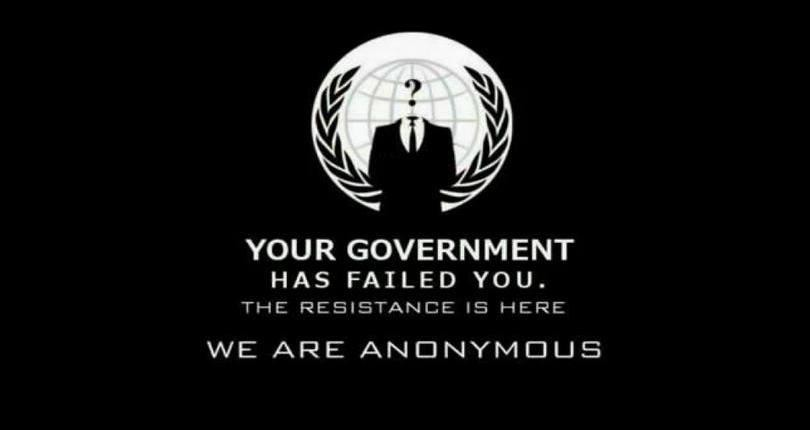 ?
YOUR GOVERNMENT
HAS FAILED YOU.
THE RESISTANCE IS HERE
WE ARE ANONYMOUS